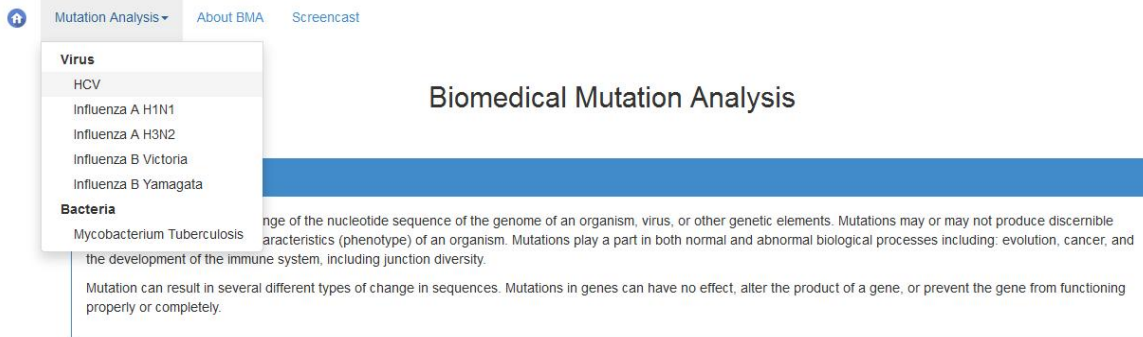 Mutation Analysis About BMA Screencast
Virus
HCV
Influenza A H1N1
Influenza A H3N2
Influenza B Victoria
Influenza B Yamagata
Bacteria
Mycobacterium Tuberculosis
Biomedical Mutation Analysis
nge of the nucleotide sequence of the genome of an organism, virus, or other genetic elements. Mutations may or may not produce discernible
aracteristics (phenotype) of an organism. Mutations play a part in both normal and abnormal biological processes including: evolution, cancer, and
the development of the immune system, including junction diversity.
Mutation can result in several different types of change in sequences. Mutations in genes can have no effect, alter the product of a gene, or prevent the gene from functioning
properly or completely.